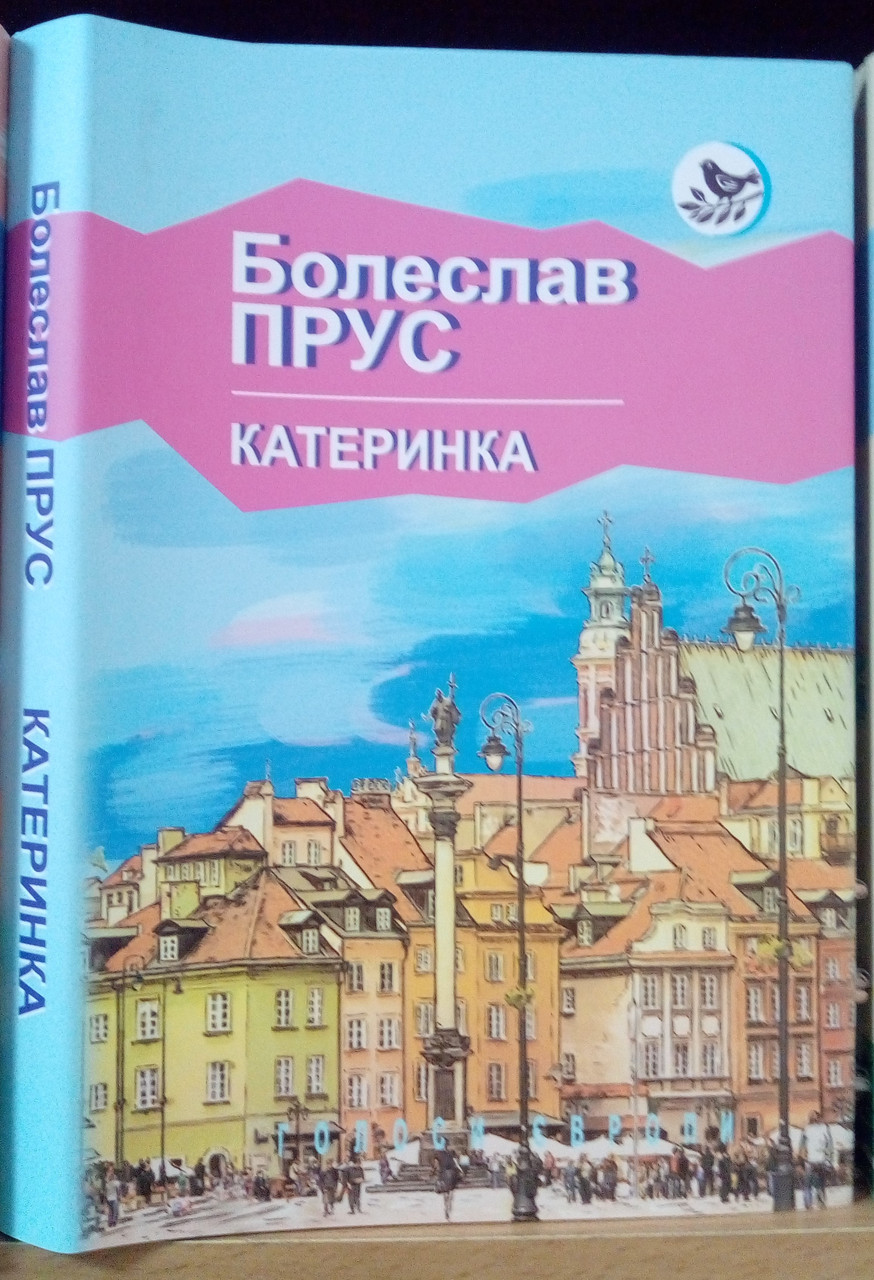 Болеслав
ПРУС
КАТЕРИНКА
ГОЛОСИ ЄВРОПИ
Болеслав ПРУС КАТЕРИНКА